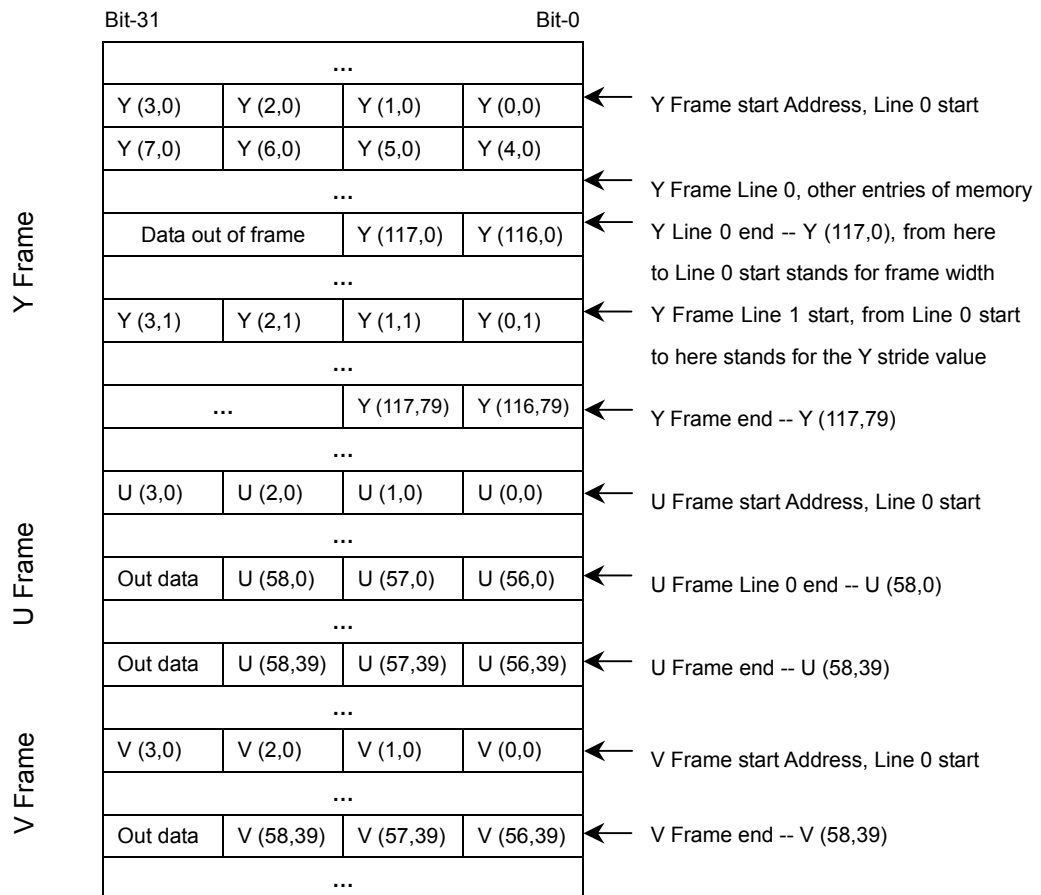 Bit-31 Bit-0
...
Y (3,0) Y (2,0) Y (1,0) Y (0,0) Y Frame start Address, Line 0 start
Y (7,0) Y (6,0) Y (5,0) Y (4,0)
... Y Frame Line 0, other entries of memory
Data out of frame Y (117,0) Y (116,0) Y Line 0 end -- Y (117,0), from here
to Line 0 start stands for frame width
...
Y (3,1) Y (2,1) Y (1,1) Y (0,1) Y Frame Line 1 start, from Line 0 start
to here stands for the Y stride value
...
... Y (117,79) Y (116,79) Y Frame end -- Y (117,79)
Y Frame
...
U (3,0) U (2,0) U (1,0) U (0,0) U Frame start Address, Line 0 start
...
Out data U (58,0) U (57,0) U (56,0) U Frame Line 0 end -- U (58,0)
...
Out data U (58,39) U (57,39) U (56,39) U Frame end -- U (58,39)
U Frame
...
V (3,0) V (2,0) V (1,0) V (0,0) V Frame start Address, Line 0 start
...
Out data V (58,39) V (57,39) V (56,39) V Frame end -- V (58,39)
V Frame
...